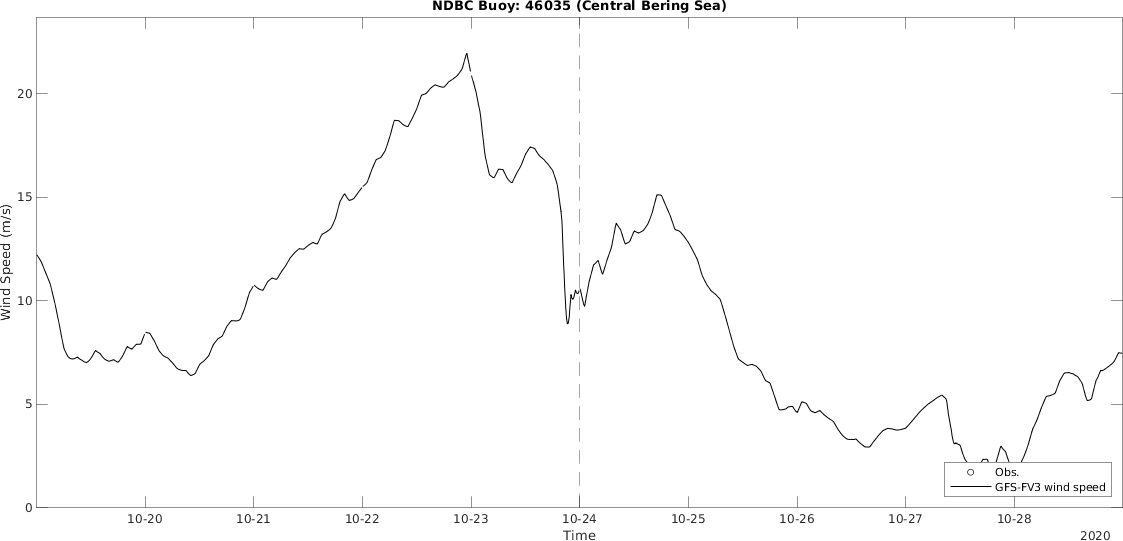 NDBC Buoy: 46035 (Central Bering Sea)
Wind Speed (m/s)
20
15
10
5
0
Obs.
GFS-FV3 wind speed
10-20 10-21 10-22 10-23 10-24 10-25 10-26 10-27 10-28
Time
2020